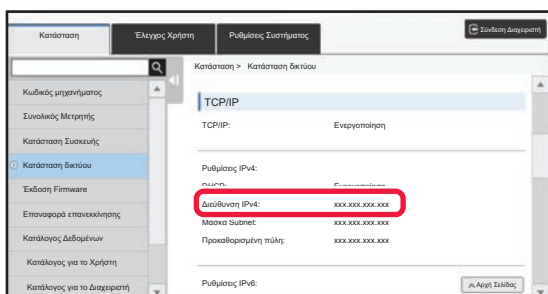 Κατάσταση
Έλεγχος Χρήστη
Ρυθμίσεις Συστήματος
Σύνδεση Διαχειριστή
Κατάσταση > Κατάσταση δικτύου
Κωδικός μηχανήματος
Συνολικός Μετρητής
Κατάσταση Συσκευής
Κατάσταση δικτύου
Έκδοση Firmware
Επαναφορά επανεκκίνησης
Κατάλογος Δεδομένων
Κατάλογος για το Χρήστη
Κατάλογος για το Διαχειριστή
TCP/IP
TCP/IP: Ενεργοποίηση
Ρυθμίσεις IPv4:
DHCP: Ενεργοποίηση
Διεύθυνση IPv4: xxx.xxx.xxx.xxx
Μάσκα Subnet: xxx.xxx.xxx.xxx
Προκαθορισμένη πύλη: xxx.xxx.xxx.xxx
Ρυθμίσεις IPv6:
Αρχή Σελίδας